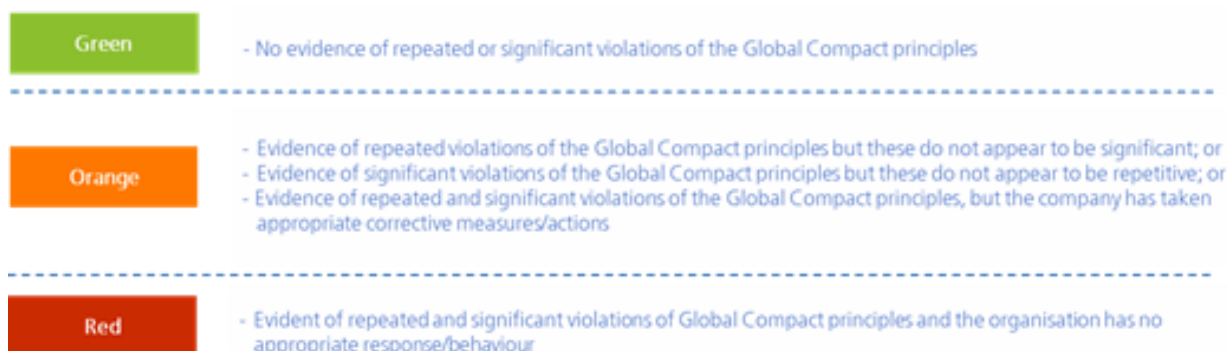 Green
- No evidence of repeated or significant violations of the Global Compact principles
Orange
- Evidence of repeated violations of the Global Compact principles but these do not appear to be significant; or
- Evidence of significant violations of the Global Compact principles but these do not appear to be repetitive; or
- Evidence of repeated and significant violations of the Global Compact principles, but the company has taken
appropriate corrective measures/actions
Red
- Evident of repeated and significant violations of Global Compact principles and the organisation has no
appropriate response/behaviour